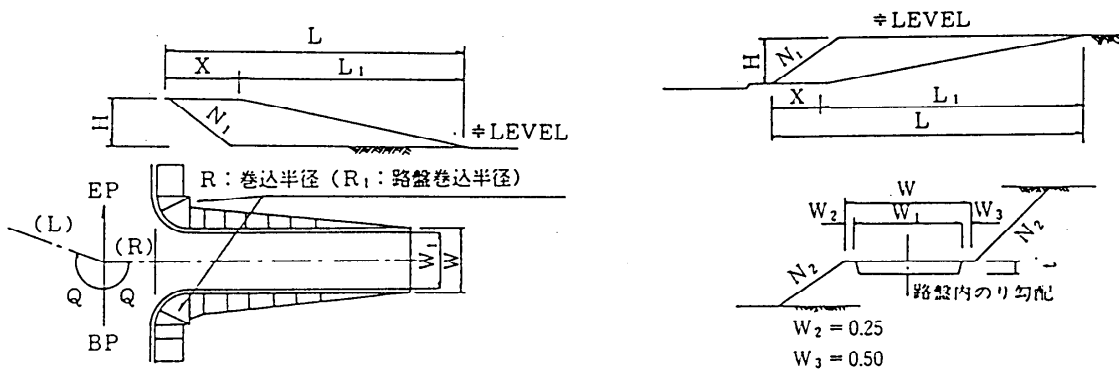 L
X L₁
H
N₁
≑LEVEL
R：巻込半径（R₁：路盤巻込半径）
EP
(L)
(R)
Q Q
BP
W₁
W
≑LEVEL
H
N₁
X L₁
L
W
W₂ W₁ W₃
N₂
N₂
t
路盤内のり勾配
W₂ = 0.25
W₃ = 0.50